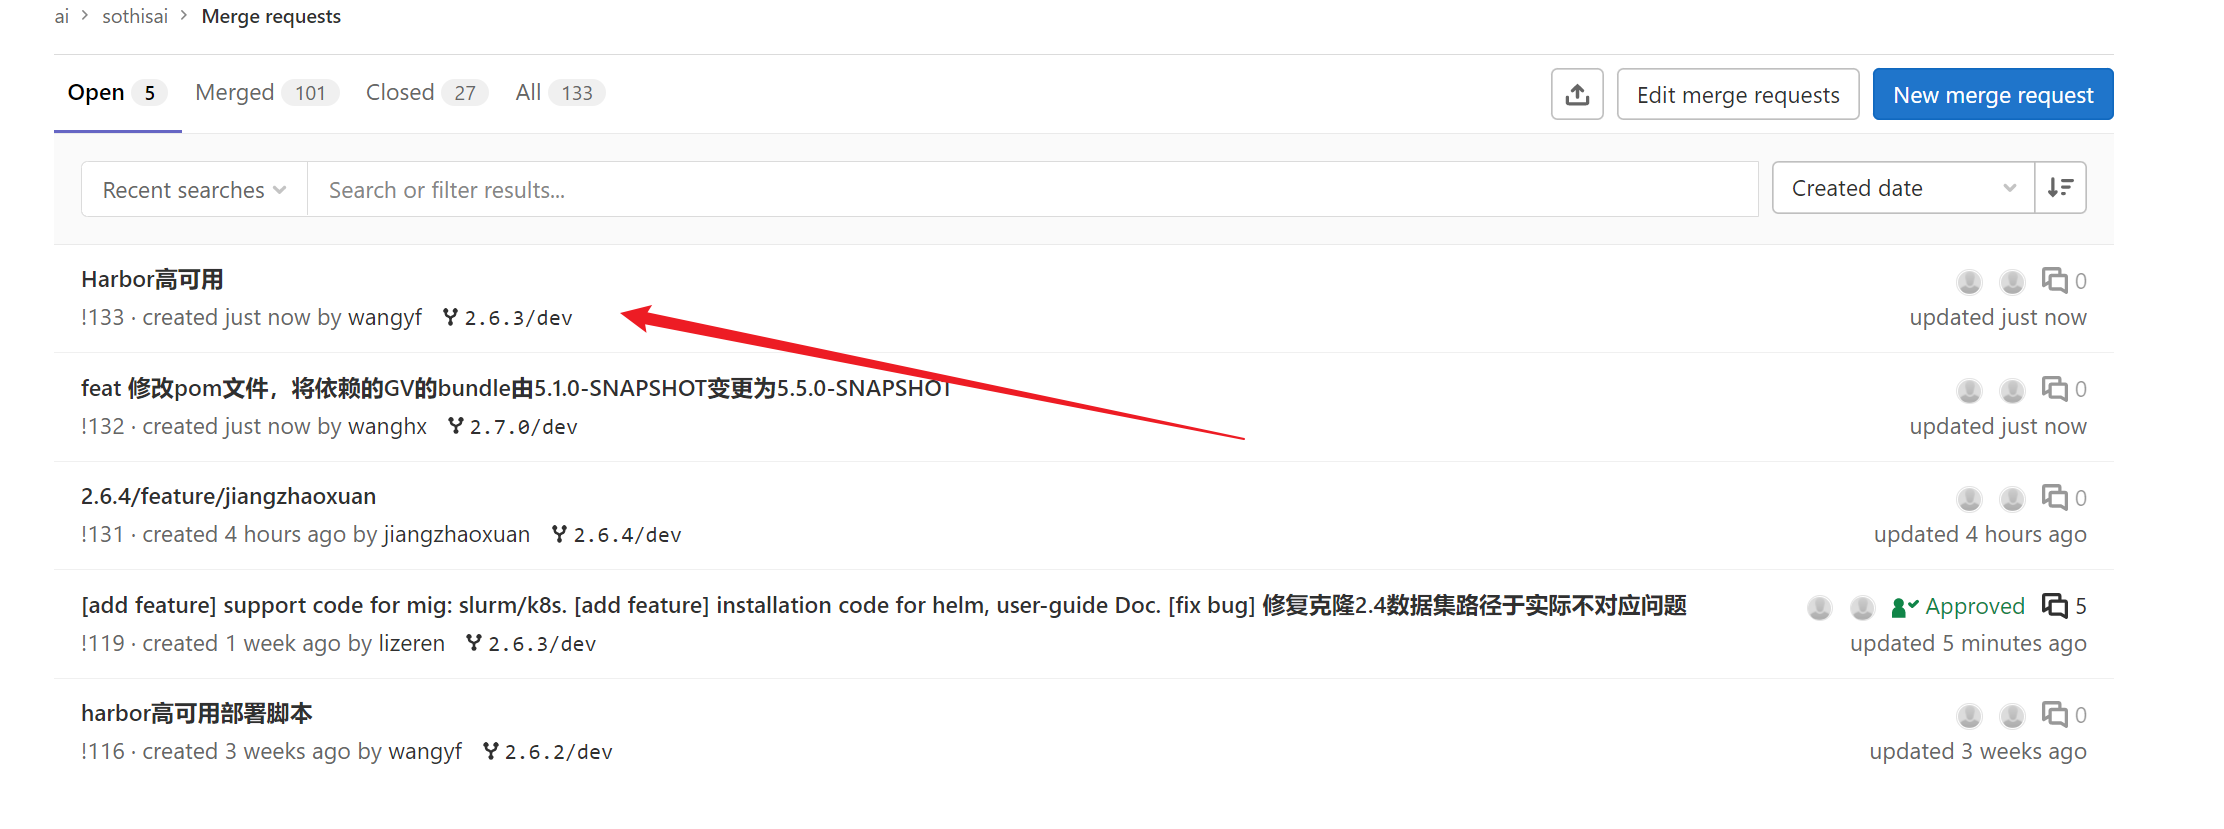 ai > sothisai > Merge requests
Open 5 Merged 101 Closed 27 All 133 Edit merge requests New merge request
Recent searches Search or filter results... Created date
Harbor高可用 0
!133 · created just now by wangyf 2.6.3/dev updated just now
feat 修改pom文件，将依赖的GV的bundle由5.1.0-SNAPSHOT变更为5.5.0-SNAPSHOT 0
!132 · created just now by wanghx 2.7.0/dev updated just now
2.6.4/feature/jiangzhaoxuan 0
!131 · created 4 hours ago by jiangzhaoxuan 2.6.4/dev updated 4 hours ago
[add feature] support code for mig: slurm/k8s. [add feature] installation code for helm, user-guide Doc. [fix bug] 修复克隆2.4数据集路径于实际不对应问题 Approved 5
!119 · created 1 week ago by lizeren 2.6.3/dev updated 5 minutes ago
harbor高可用部署脚本 0
!116 · created 3 weeks ago by wangyf 2.6.2/dev updated 3 weeks ago